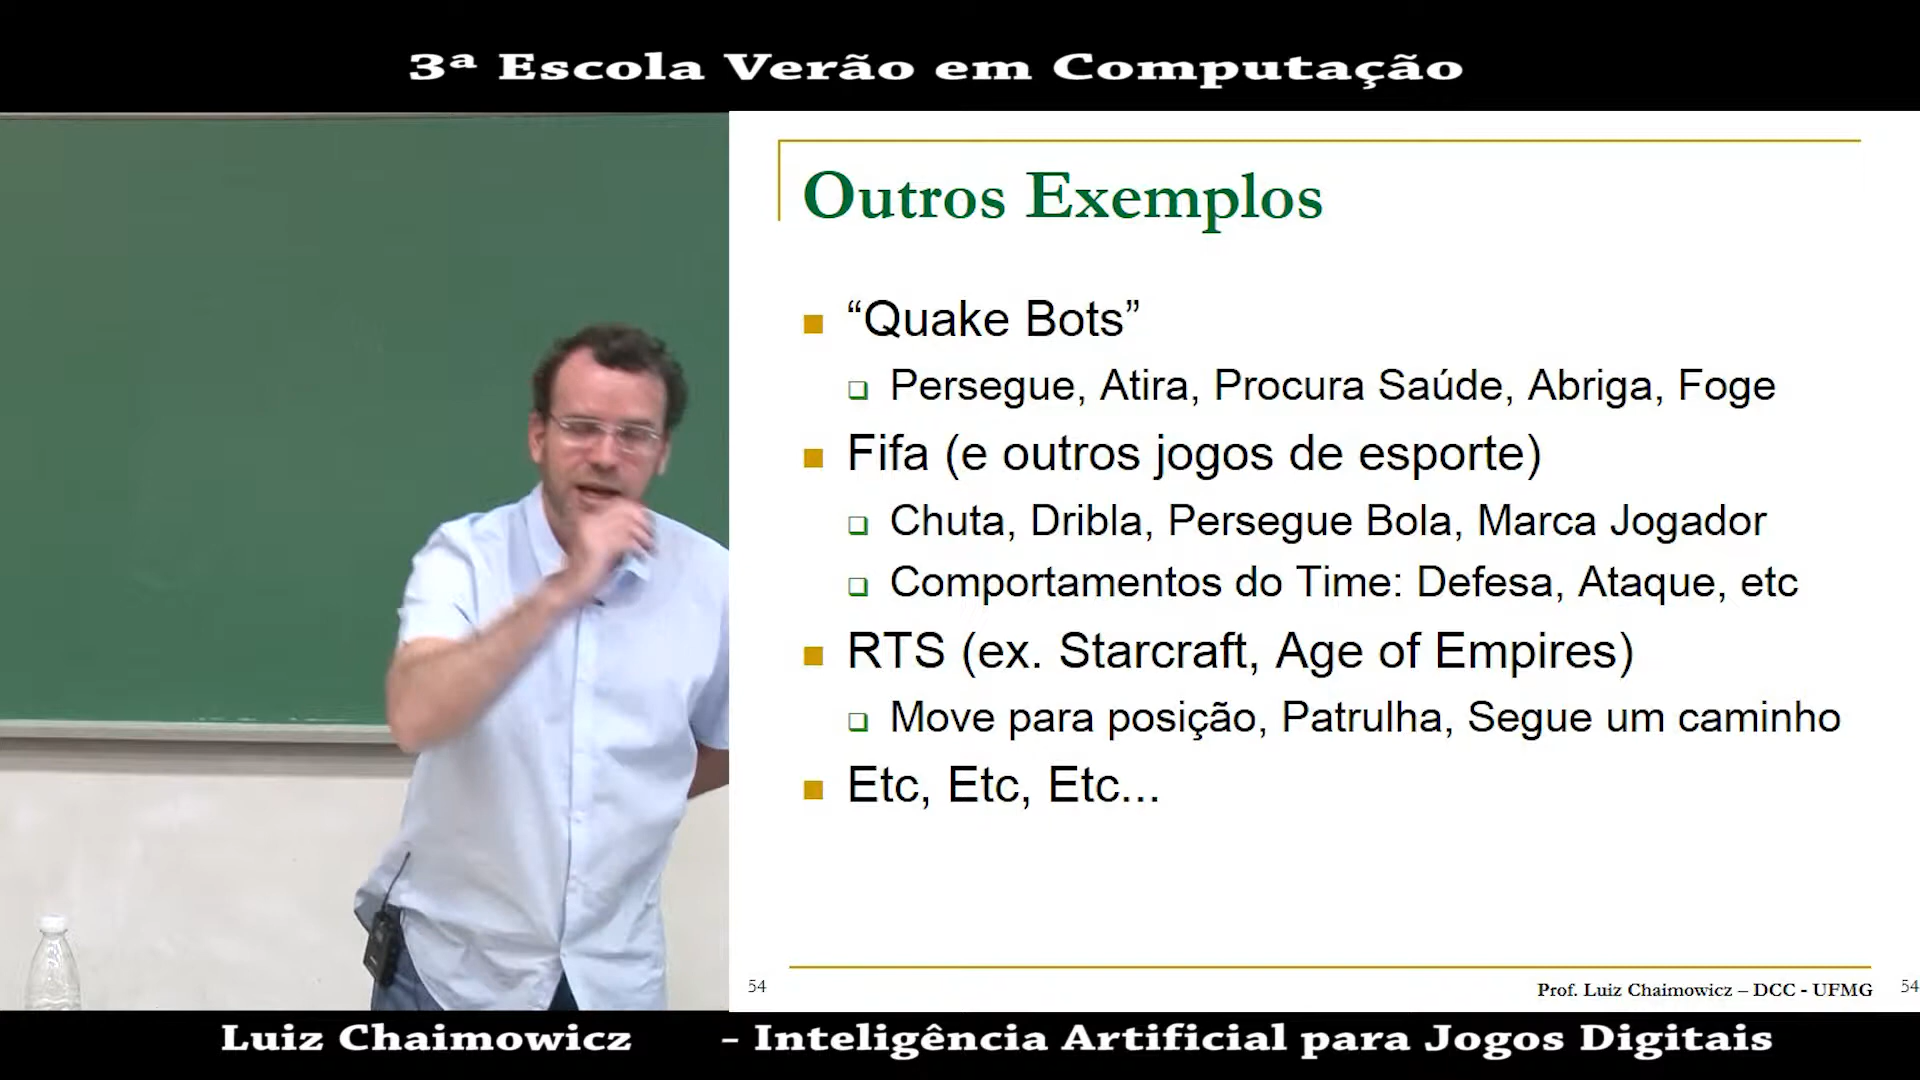 3ª Escola Verão em Computação
Outros Exemplos
“Quake Bots”
Persegue, Atira, Procura Saúde, Abriga, Foge
Fifa (e outros jogos de esporte)
Chuta, Dribla, Persegue Bola, Marca Jogador
Comportamentos do Time: Defesa, Ataque, etc
RTS (ex. Starcraft, Age of Empires)
Move para posição, Patrulha, Segue um caminho
Etc, Etc, Etc...
54
Prof. Luiz Chaimowicz – DCC - UFMG
54
Luiz Chaimowicz – Inteligência Artificial para Jogos Digitais